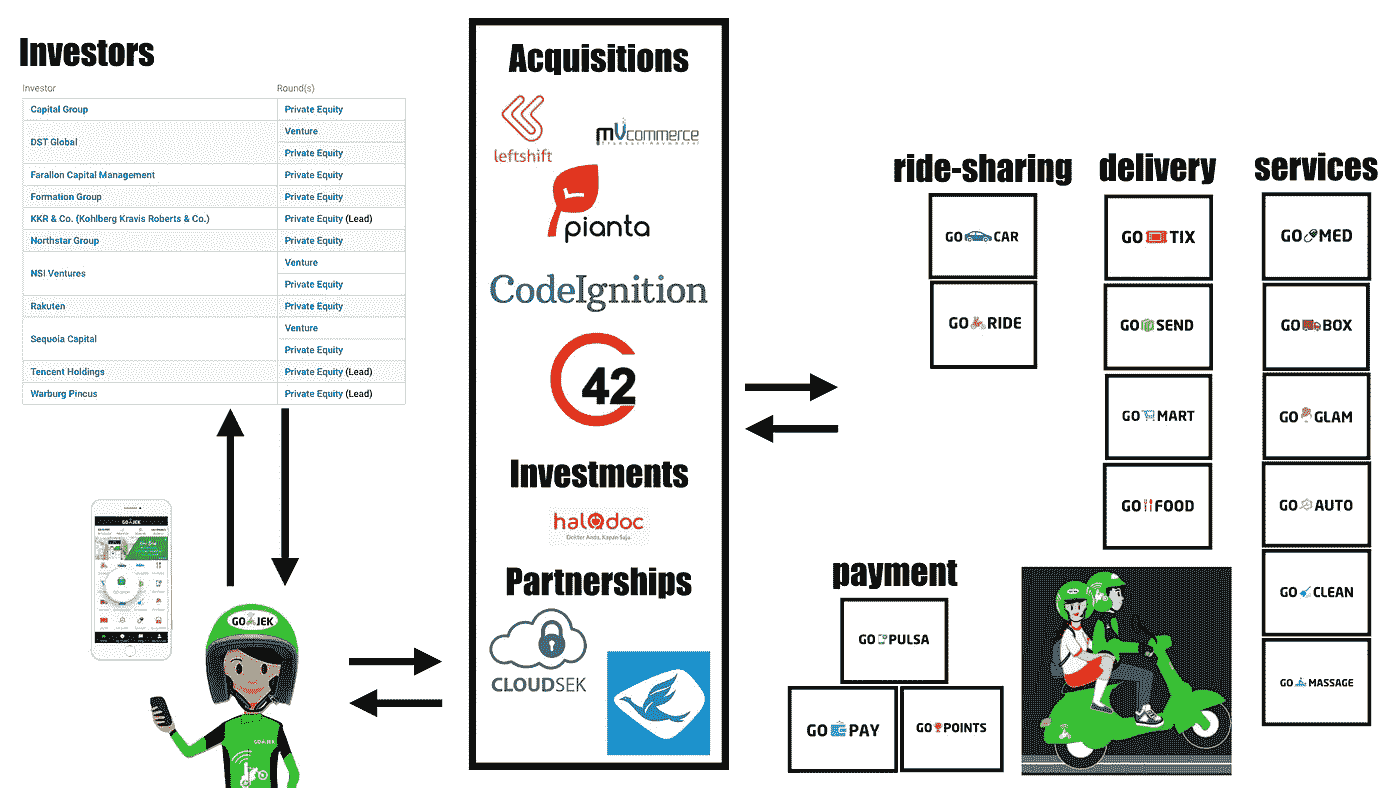 Investors
Investor Round(s)
Capital Group Private Equity
DST Global Venture
Private Equity
Farallon Capital Management Private Equity
Formation Group Private Equity
KKR & Co. (Kohlberg Kravis Roberts & Co.) Private Equity (Lead)
Northstar Group Private Equity
NSI Ventures Venture
Private Equity
Rakuten Private Equity
Sequoia Capital Venture
Private Equity
Tencent Holdings Private Equity (Lead)
Warburg Pincus Private Equity (Lead)
GO JEK
GO JEK
GO JEK
Acquisitions
leftshift
mVcommerce
pianta
CodeIgnition
C42
Investments
halodoc
Dokter Anda, Kapan Saja.
Partnerships
CLOUDSEK
ride-sharing
GO CAR
GO RIDE
delivery
GO TIX
GO SEND
GO MART
GO FOOD
services
GO MED
GO BOX
GO GLAM
GO AUTO
GO CLEAN
GO MASSAGE
payment
GO PULSA
GO PAY
GO POINTS